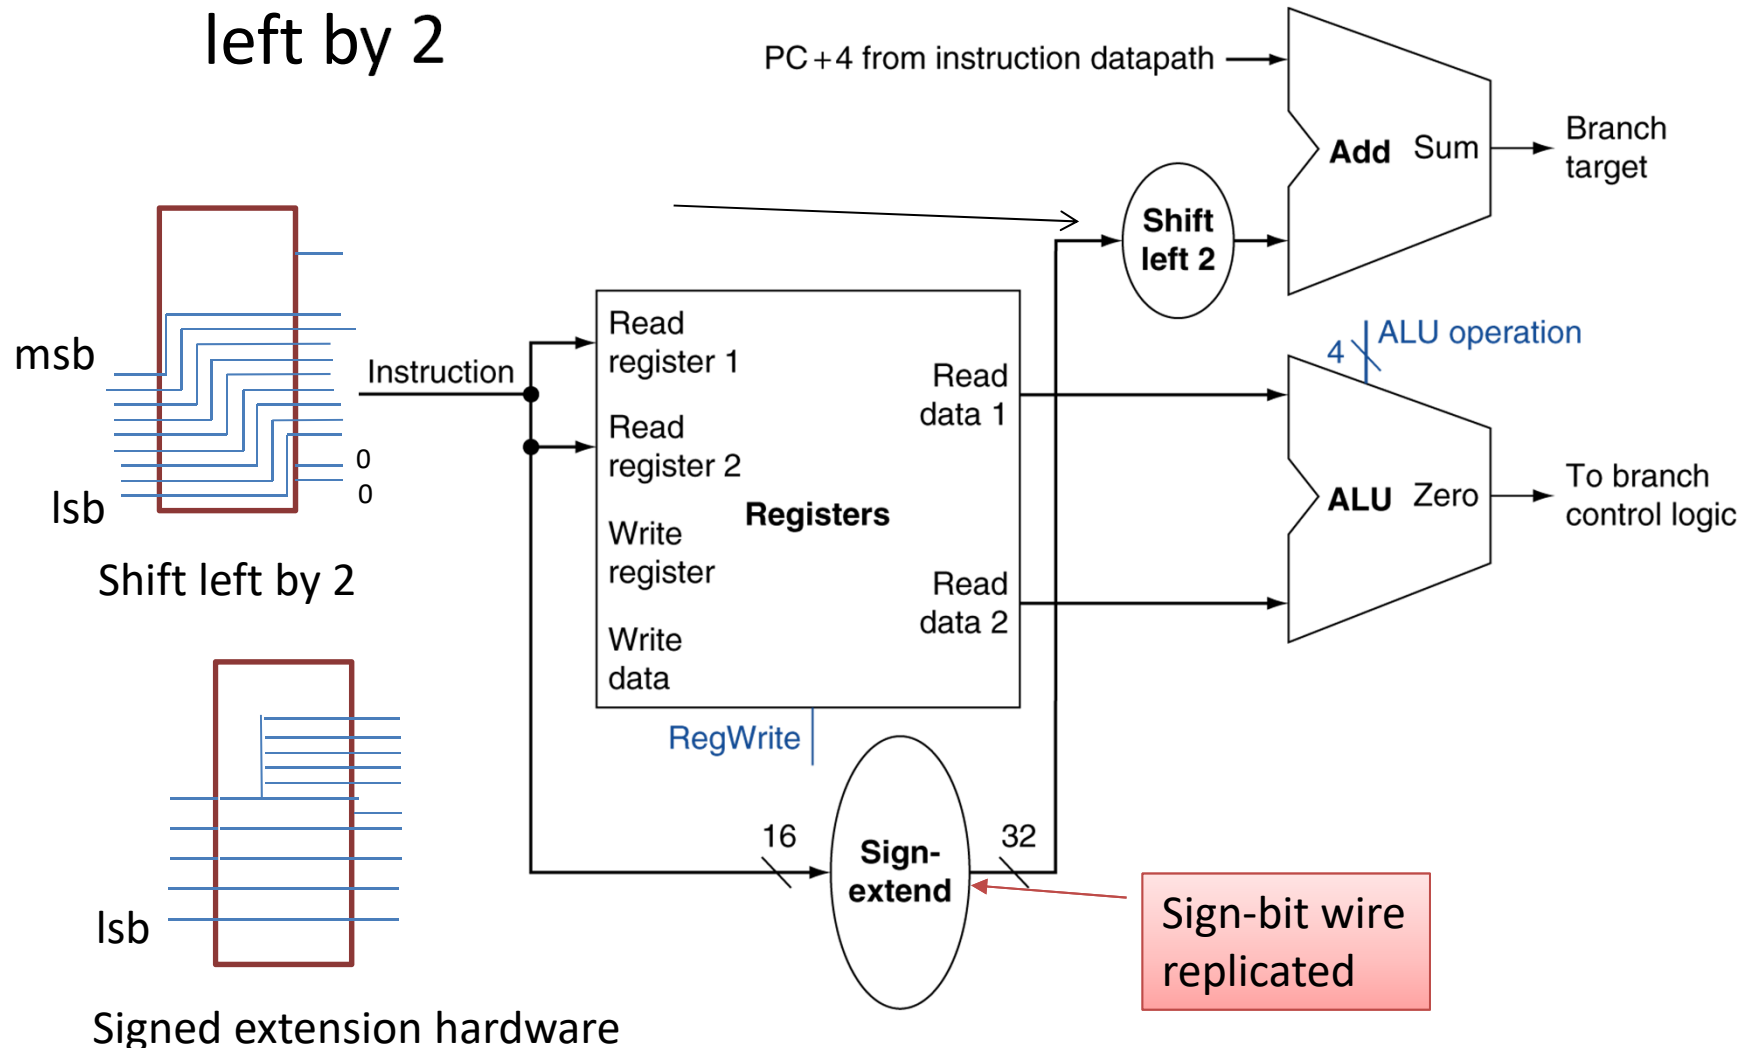 left by 2
PC+4 from instruction datapath
Add Sum
Branch
target
Shift
left 2
msb
lsb
0
0
Shift left by 2
Instruction
Read
register 1
Read
register 2
Write
register
Write
data
Registers
Read
data 1
Read
data 2
RegWrite
4
ALU operation
ALU Zero
To branch
control logic
16
Sign-
extend
32
Sign-bit wire
replicated
lsb
Signed extension hardware